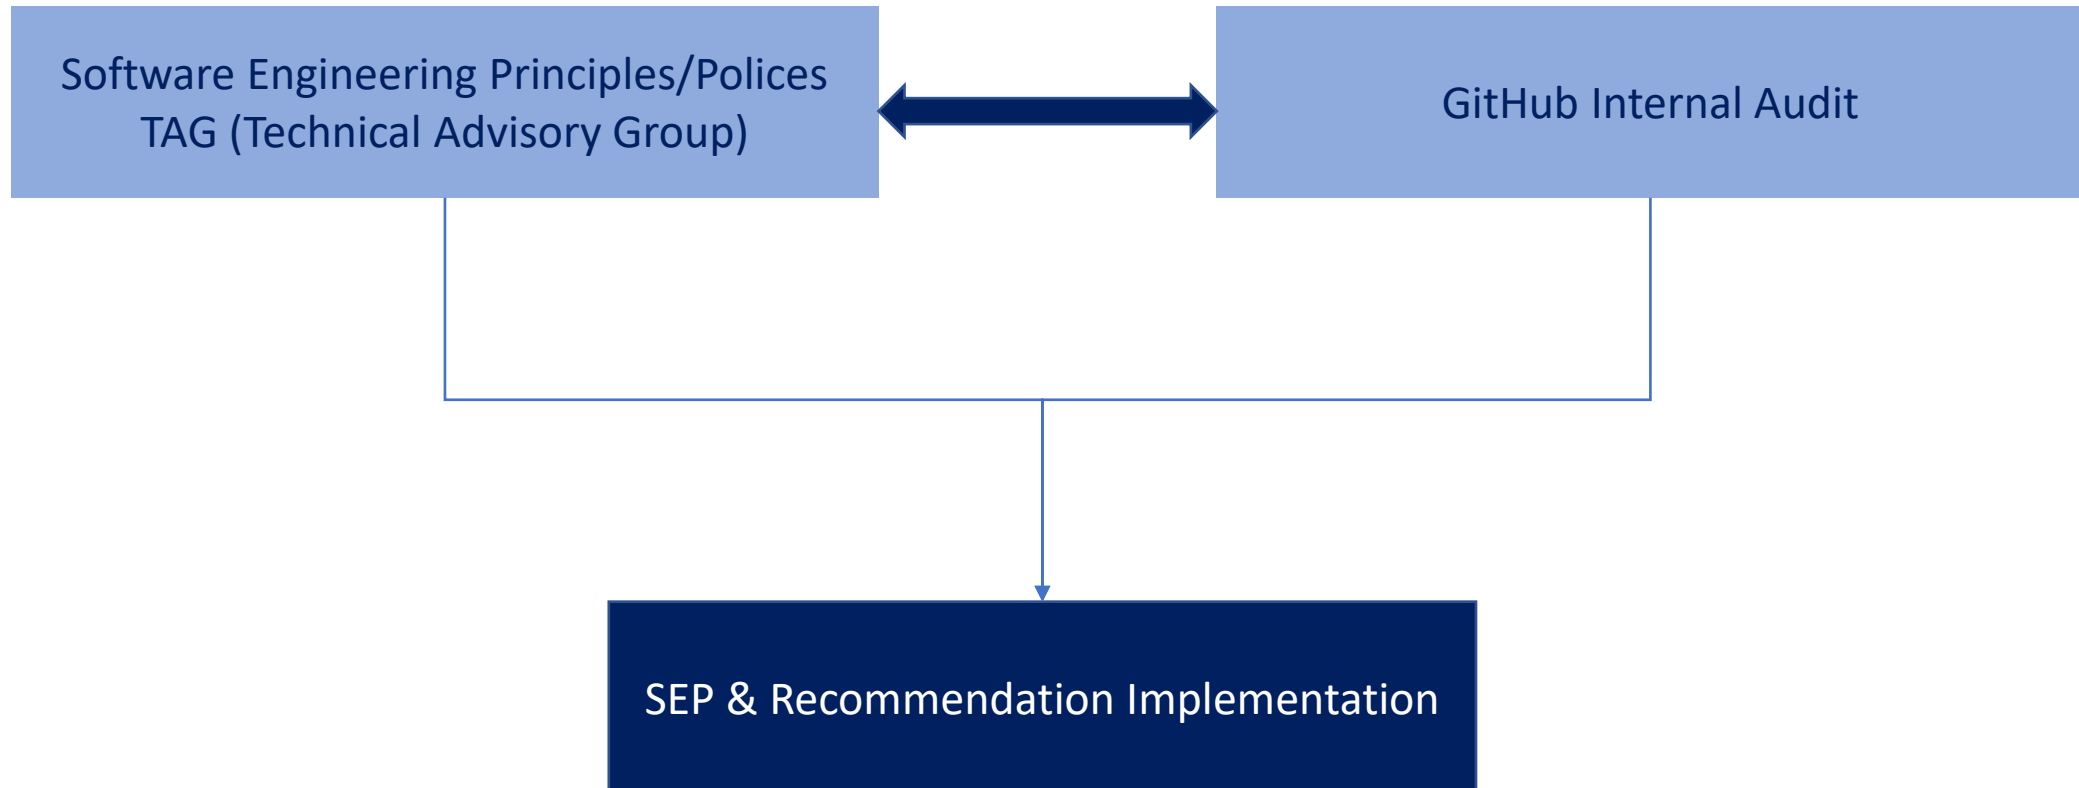 Software Engineering Principles/Polices
TAG (Technical Advisory Group)
GitHub Internal Audit
SEP & Recommendation Implementation